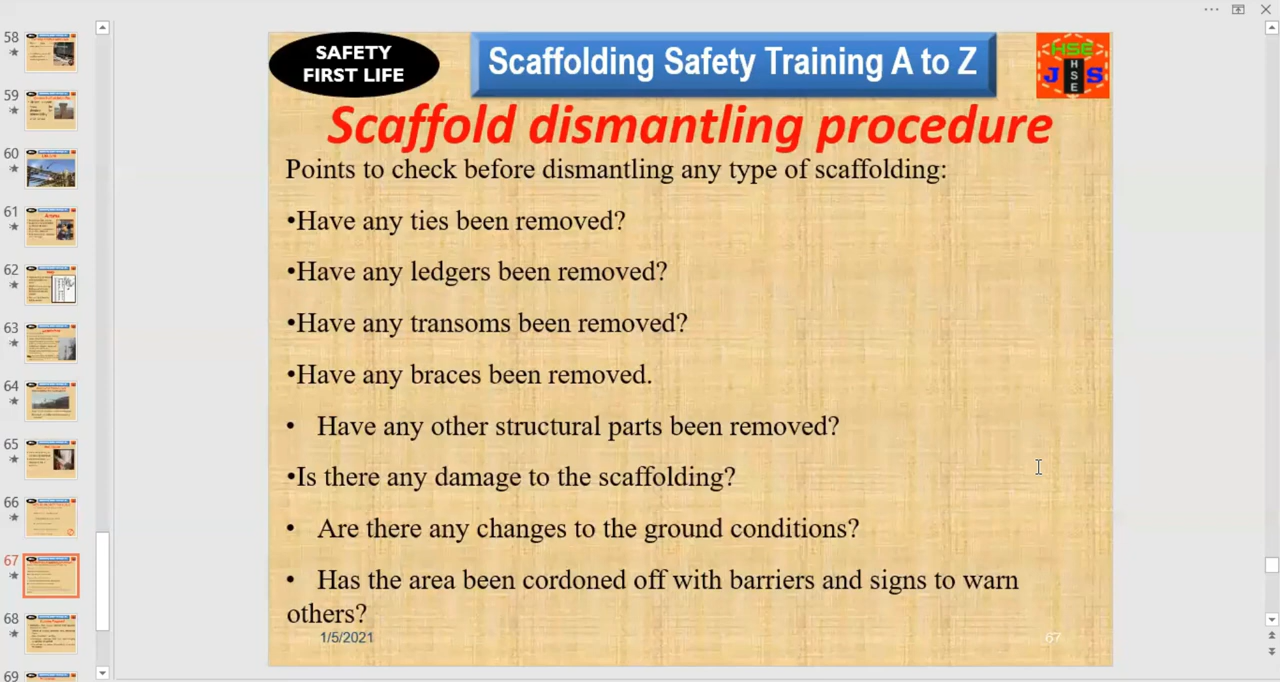 58
59
60
61
62
63
64
65
66
67
68
69
SAFETY
FIRST LIFE
Scaffolding Safety Training A to Z
HSE
J HSE S
Scaffold dismantling procedure
Points to check before dismantling any type of scaffolding:
•Have any ties been removed?
•Have any ledgers been removed?
•Have any transoms been removed?
•Have any braces been removed.
• Have any other structural parts been removed?
•Is there any damage to the scaffolding?
• Are there any changes to the ground conditions?
• Has the area been cordoned off with barriers and signs to warn
others?
1/5/2021
67